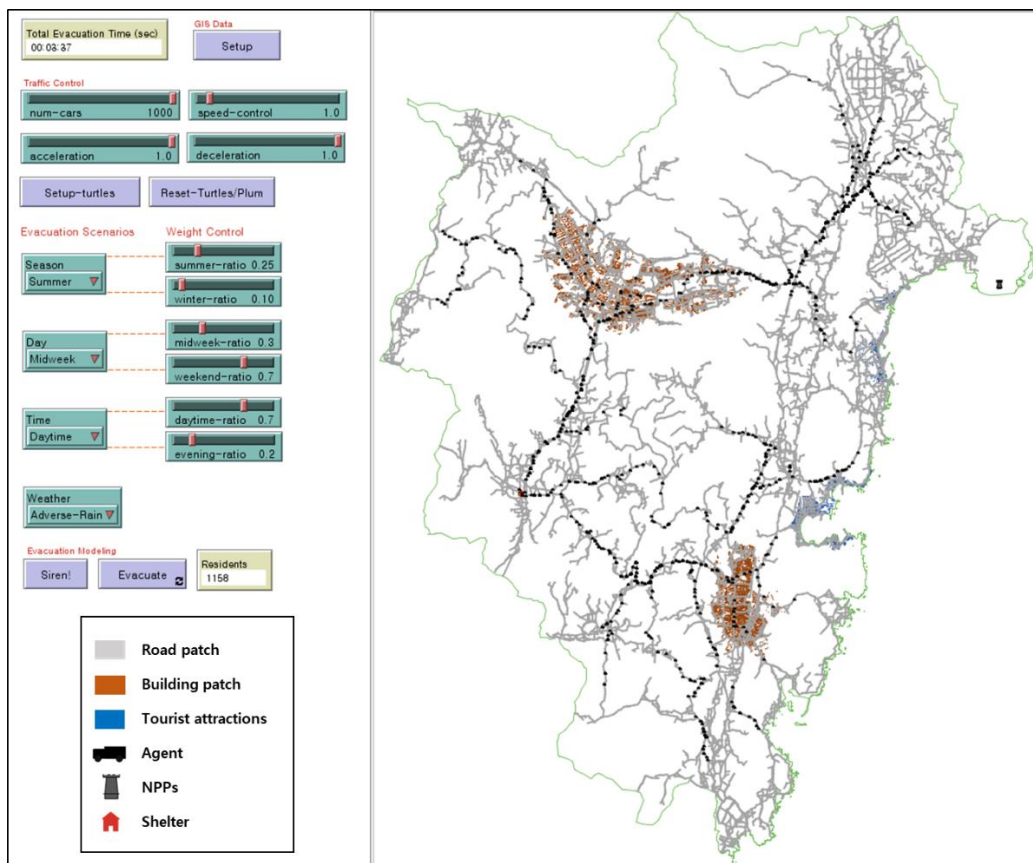 Total Evacuation Time (sec)
00:03:37
GIS Data
Setup
Traffic Control
num-cars 1000
speed-control 1.0
acceleration 1.0
deceleration 1.0
Setup-turtles
Reset-Turtles/Plum
Evacuation Scenarios
Weight Control
Season
Summer
summer-ratio 0.25
winter-ratio 0.10
Day
Midweek
midweek-ratio 0.3
weekend-ratio 0.7
Time
Daytime
daytime-ratio 0.7
evening-ratio 0.2
Weather
Adverse-Rain
Evacuation Modeling
Siren!
Evacuate
Residents
1158
Road patch
Building patch
Tourist attractions
Agent
NPPs
Shelter